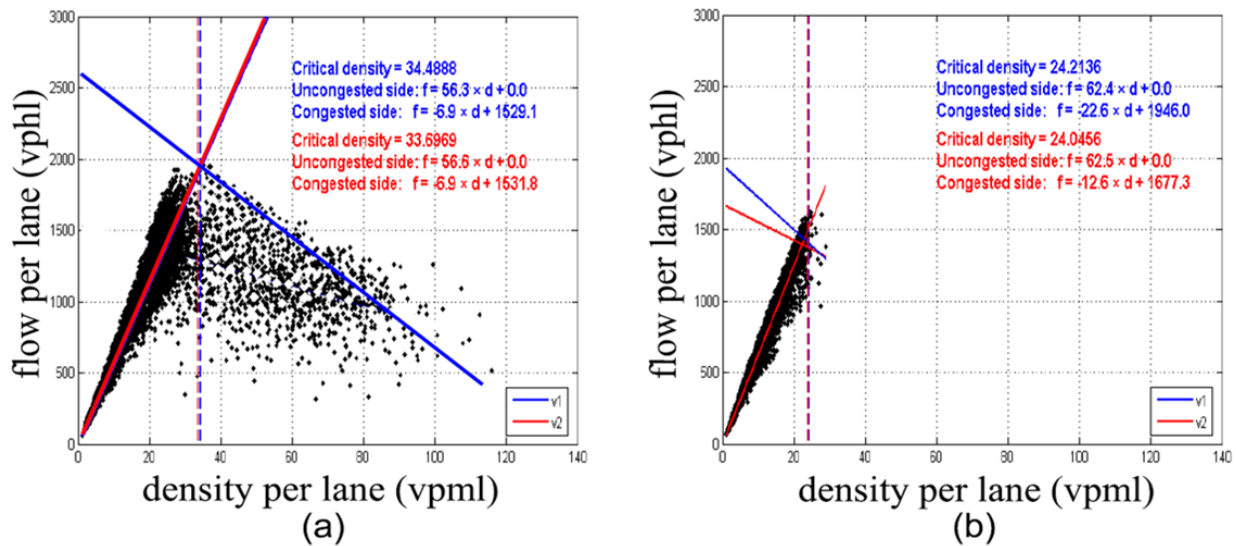 3000
2500
2000
1500
1000
500
0
flow per lane (vphl)
Critical density = 34.4888
Uncongested side: f = 56.3 × d + 0.0
Congested side: f = -6.9 × d + 1529.1
Critical density = 33.6969
Uncongested side: f = 56.6 × d + 0.0
Congested side: f = -6.9 × d + 1531.8
v1
v2
0 20 40 60 80 100 120 140
density per lane (vpml)
(a)
3000
2500
2000
1500
1000
500
0
flow per lane (vphl)
Critical density = 24.2136
Uncongested side: f = 62.4 × d + 0.0
Congested side: f = -22.6 × d + 1946.0
Critical density = 24.0456
Uncongested side: f = 62.5 × d + 0.0
Congested side: f = -12.6 × d + 1677.3
v1
v2
0 20 40 60 80 100 120 140
density per lane (vpml)
(b)